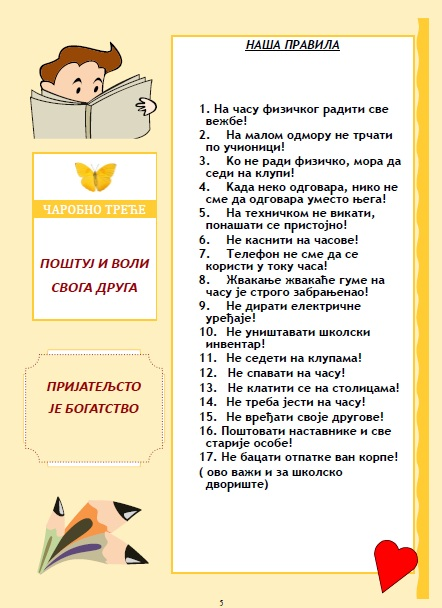 НАША ПРАВИЛА
1. На часу физичког радити све
вежбе!
2. На малом одмору не трчати
по учионици!
3. Ко не ради физичко, мора да
седи на клупи!
4. Када неко одговара, нико не
сме да одговара уместо њега!
5. На техничком не викати,
понашати се пристојно!
6. Не каснити на часове!
7. Телефон не сме да се
користи у току часа!
8. Жвакање жвакаће гуме на
часу је строго забрањенао!
9. Не дирати електричне
уређаје!
10. Не уништавати школски
инвентар!
11. Не седети на клупама!
12. Не спавати на часу!
13. Не клатити се на столицама!
14. Не треба јести на часу!
15. Не вређати своје другове!
16. Поштовати наставнике и све
старије особе!
17. Не бацати отпатке ван корпе!
( ово важи и за школско
двориште)
ЧАРОБНО ТРЕЋЕ
ПОШТУЈ И ВОЛИ
СВОГА ДРУГА
ПРИЈАТЕЉСТО
ЈЕ БОГАТСТВО
5